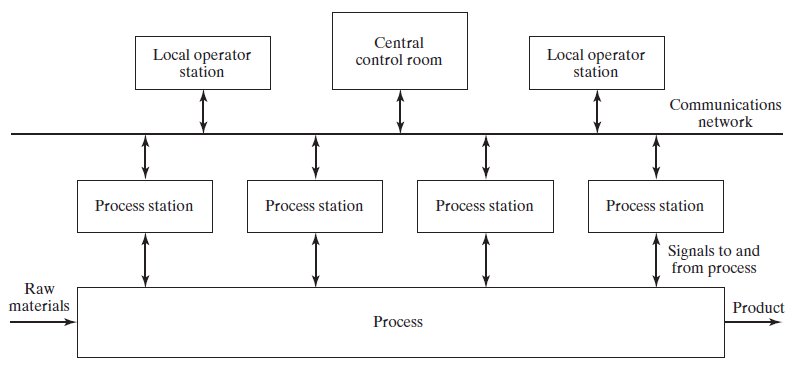 Local operator
station
Central
control room
Local operator
station
Communications
network
Process station
Process station
Process station
Process station
Signals to and
from process
Raw
materials
Process
Product